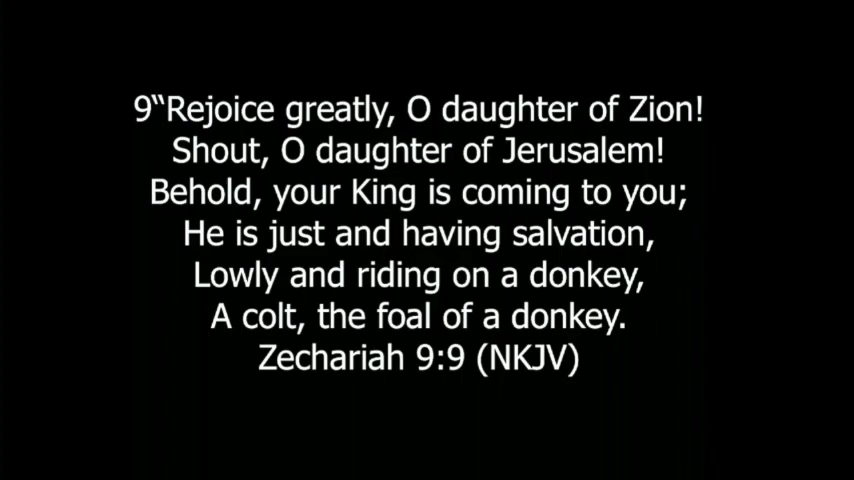 9“Rejoice greatly, O daughter of Zion!
Shout, O daughter of Jerusalem!
Behold, your King is coming to you;
He is just and having salvation,
Lowly and riding on a donkey,
A colt, the foal of a donkey.
Zechariah 9:9 (NKJV)